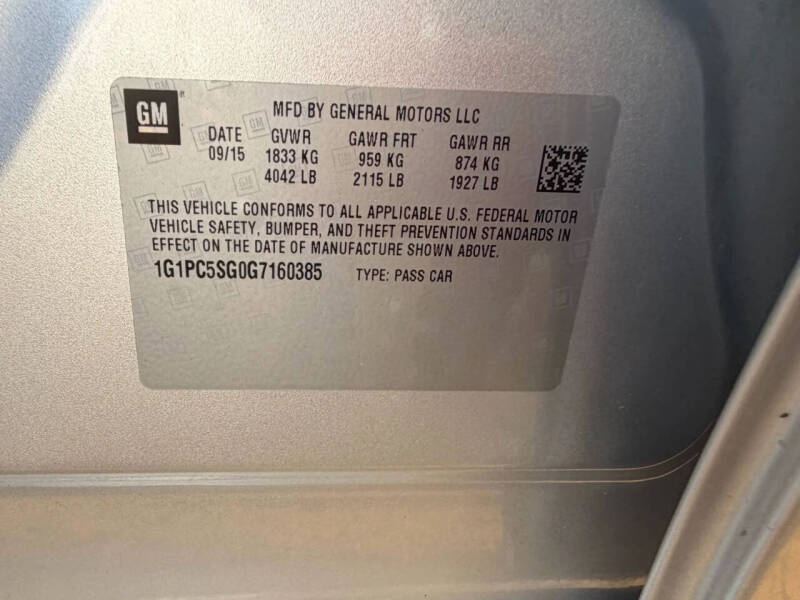 GM
MFD BY GENERAL MOTORS LLC
DATE GVWR GAWR FRT GAWR RR
09/15 1833 KG 959 KG 874 KG
4042 LB 2115 LB 1927 LB
THIS VEHICLE CONFORMS TO ALL APPLICABLE U.S. FEDERAL MOTOR
VEHICLE SAFETY, BUMPER, AND THEFT PREVENTION STANDARDS IN
EFFECT ON THE DATE OF MANUFACTURE SHOWN ABOVE.
1G1PC5SG0G7160385 TYPE: PASS CAR